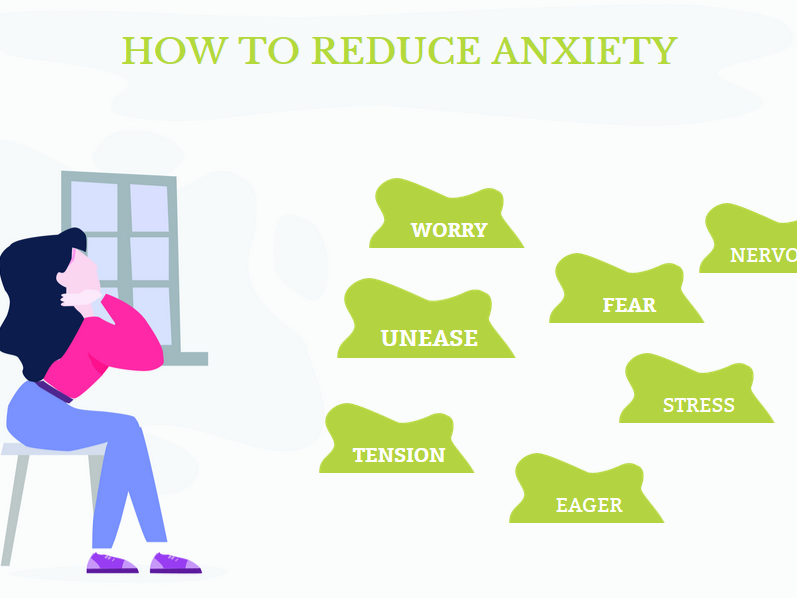 HOW TO REDUCE ANXIETY
WORRY
NERVO
FEAR
UNEASE
STRESS
TENSION
EAGER